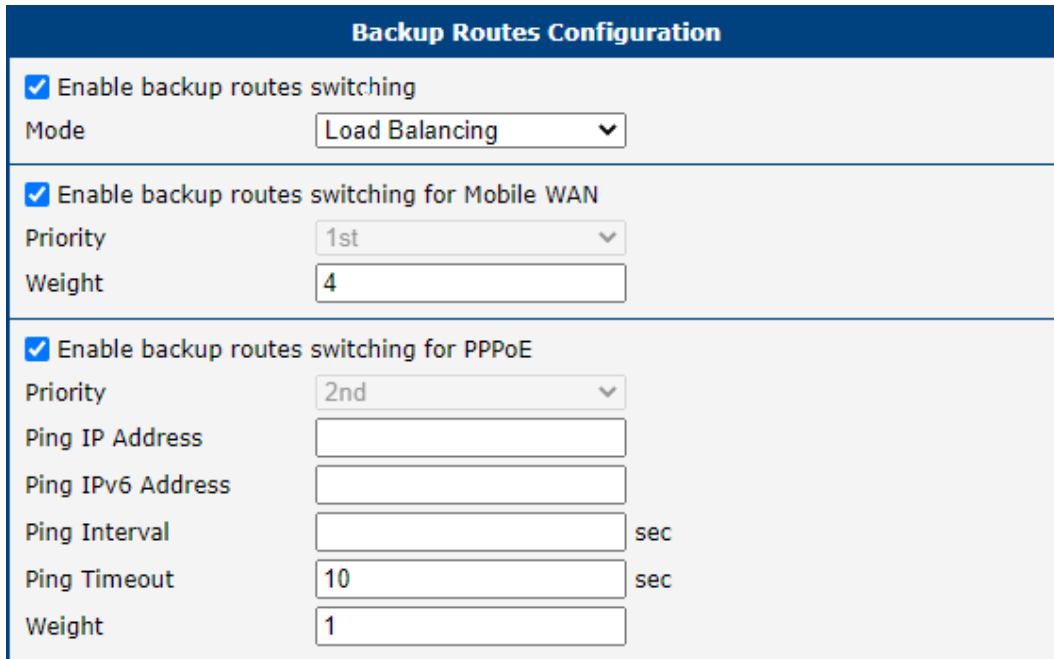 Backup Routes Configuration
Enable backup routes switching
Mode Load Balancing
Enable backup routes switching for Mobile WAN
Priority 1st
Weight 4
Enable backup routes switching for PPPoE
Priority 2nd
Ping IP Address
Ping IPv6 Address
Ping Interval sec
Ping Timeout 10 sec
Weight 1